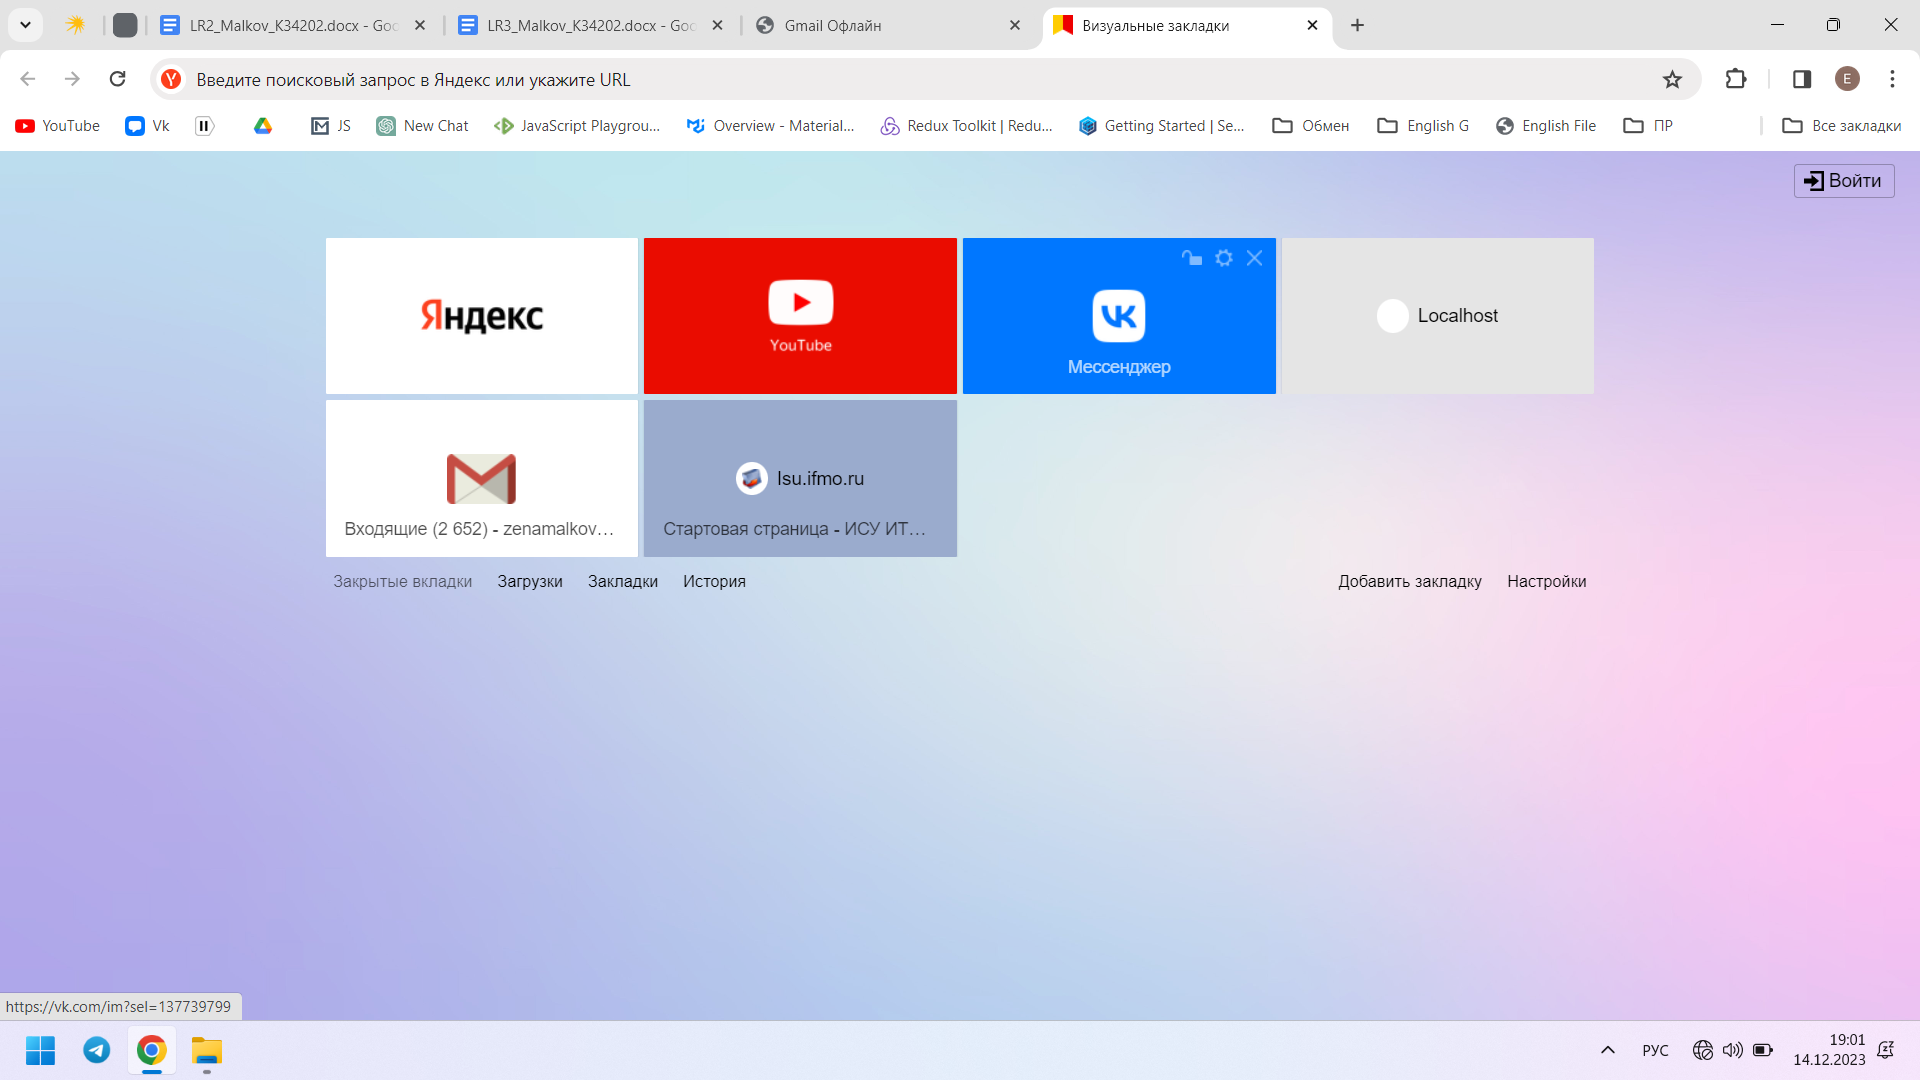 LR2_Malkov_K34202.docx - Goo
LR3_Malkov_K34202.docx - Goo
Gmail Офлайн
Визуальные закладки
Введите поисковый запрос в Яндекс или укажите URL
E
YouTube
Vk
JS
New Chat
JavaScript Playgrou...
Overview - Material...
Redux Toolkit | Redu...
Getting Started | Se...
Обмен
English G
English File
ПР
Все закладки
Войти
Яндекс
YouTube
Мессенджер
Localhost
Входящие (2 652) - zenamalkov...
Isu.ifmo.ru
Стартовая страница - ИСУ ИТ...
Закрытые вкладки
Загрузки
Закладки
История
Добавить закладку
Настройки
https://vk.com/im?sel=137739799
РУС
19:01
14.12.2023